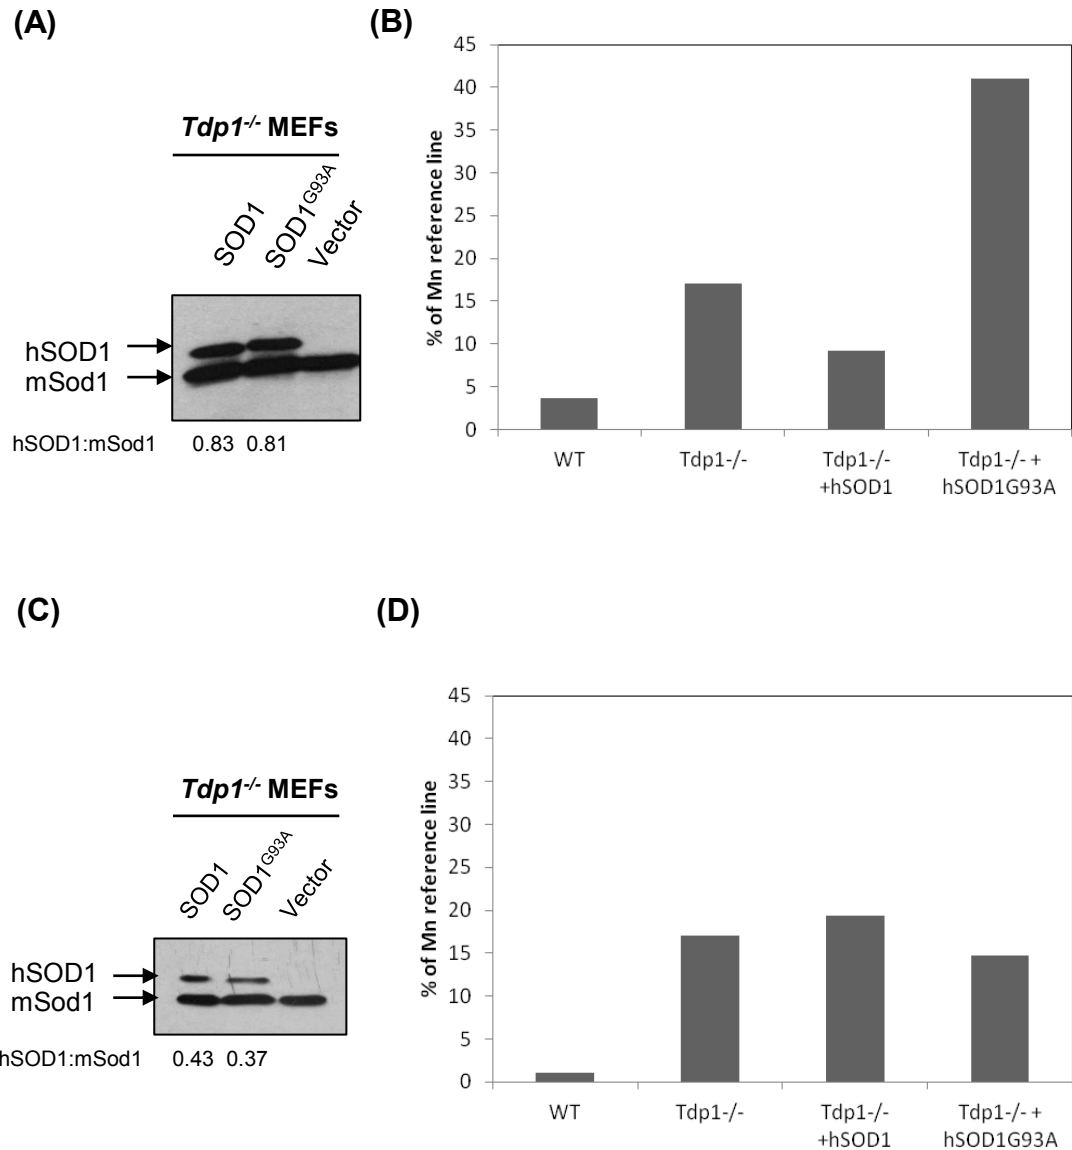 (A)
Tdp1-/- MEFs
SOD1
SOD1G93A
Vector
hSOD1
mSod1
hSOD1:mSod1 0.83 0.81
(B)
% of Mn reference line
45
40
35
30
25
20
15
10
5
0
WT
Tdp1-/-
Tdp1-/-
+hSOD1
Tdp1-/- +
hSOD1G93A
(C)
Tdp1-/- MEFs
SOD1
SOD1G93A
Vector
hSOD1
mSod1
hSOD1:mSod1 0.43 0.37
(D)
% of Mn reference line
45
40
35
30
25
20
15
10
5
0
WT
Tdp1-/-
Tdp1-/-
+hSOD1
Tdp1-/- +
hSOD1G93A